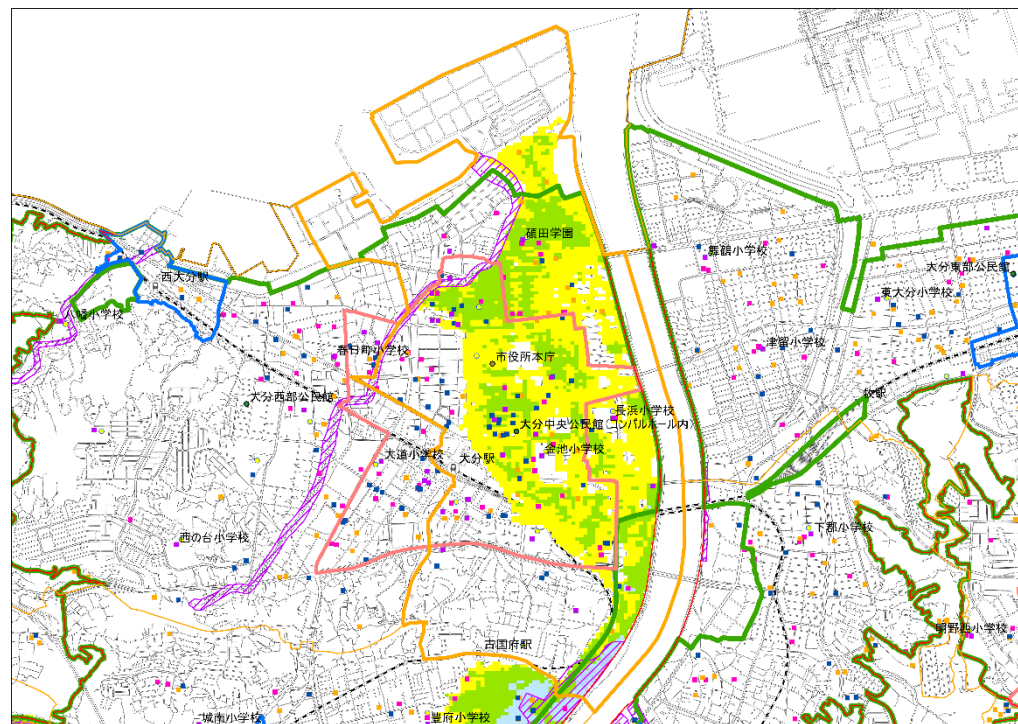 碩田学園
舞鶴小学校
大分東部公民館
西大分駅
東大分小学校
八幡小学校
春日町小学校
津留小学校
市役所本庁
牧駅
大分西部公民館
長浜小学校
大分中央公民館(コンパルホール内)
金池小学校
大道小学校
大分駅
下郡小学校
西の台小学校
明野西小学校
古国府駅
城南小学校
豊府小学校